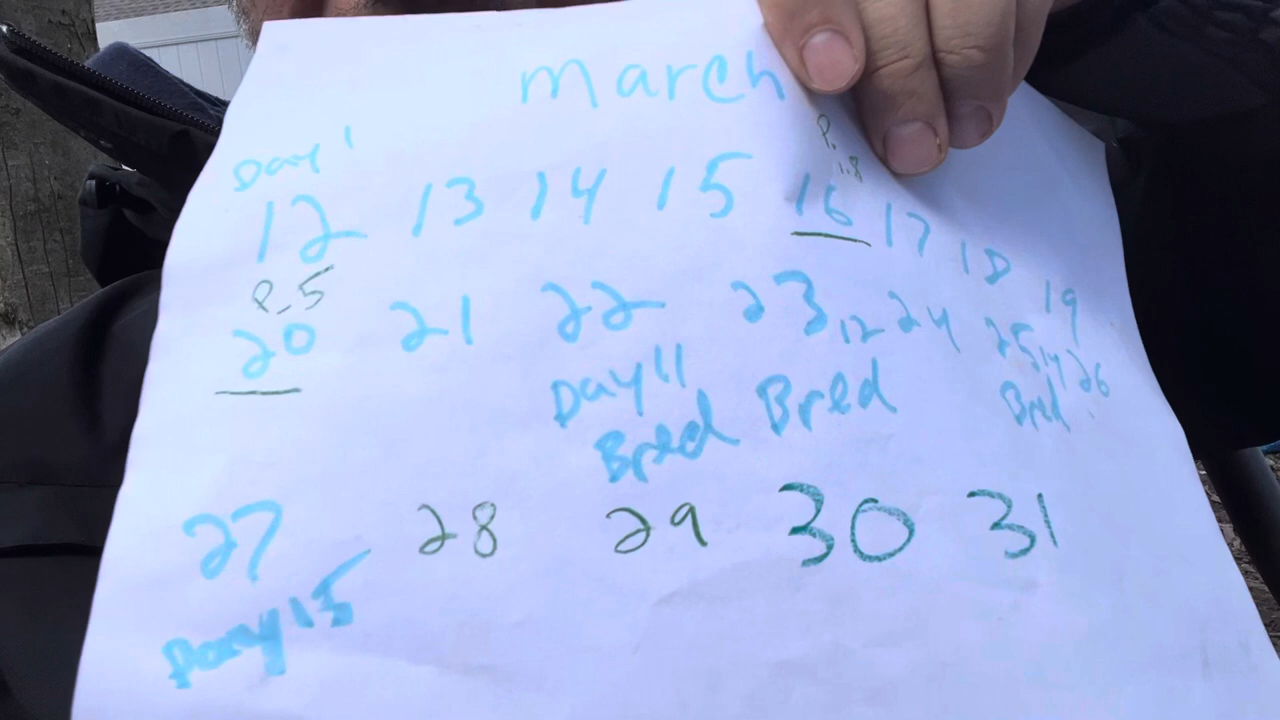 march
Day 1
P. 1.8
12 13 14 15 16 17 18 19
P. 5
20 21 22 23 12 24 25 14 26
Day 11
Bred Bred Bred
27 28 29 30 31
Day 15